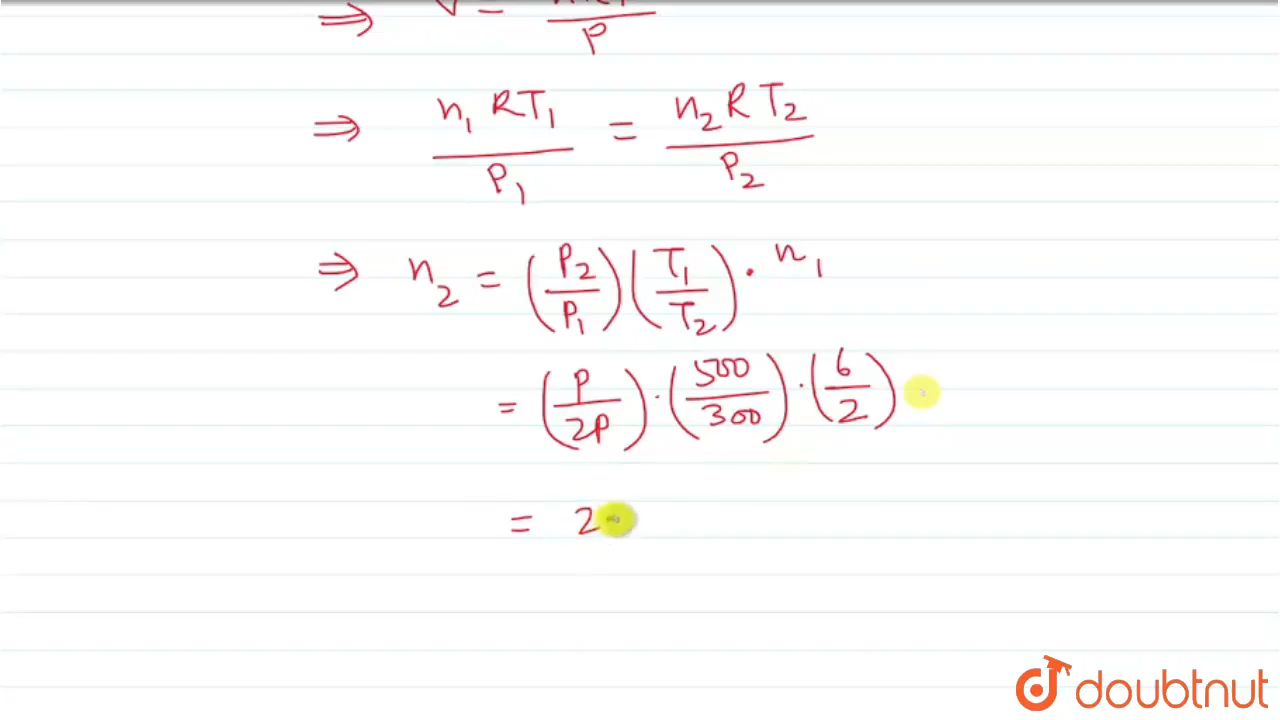 ⇒ V =
P
⇒ n₁RT₁/P₁ = n₂RT₂/P₂
⇒ n₂ = (P₂/P₁)(T₁/T₂) · n₁
= (P/2P) · (500/300) · (6/2)
= 2
doubtnut